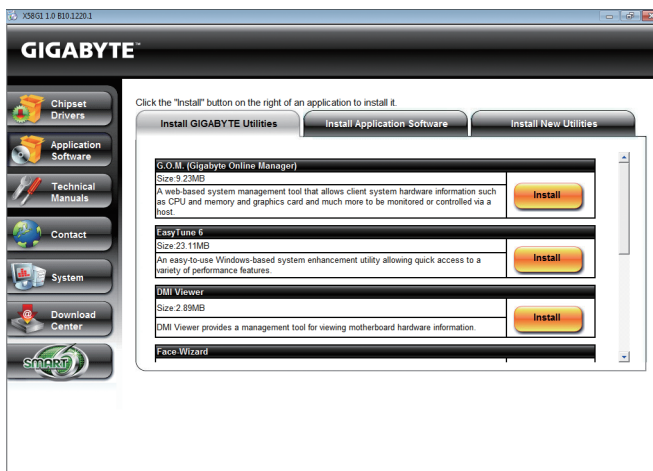 X58G1 1.0 B10.1220.1
GIGABYTE™
Chipset
Drivers
Application
Software
Technical
Manuals
Contact
System
Download
Center
SMART 6
Click the "Install" button on the right of an application to install it.
Install GIGABYTE Utilities
Install Application Software
Install New Utilities
G.O.M. (Gigabyte Online Manager)
Size:9.23MB
A web-based system management tool that allows client system hardware information such
as CPU and memory and graphics card and much more to be monitored or controlled via a
host.
Install
EasyTune 6
Size:23.11MB
An easy-to-use Windows-based system enhancement utility allowing quick access to a
variety of performance features.
Install
DMI Viewer
Size:2.89MB
DMI Viewer provides a management tool for viewing motherboard hardware information.
Install
Face-Wizard